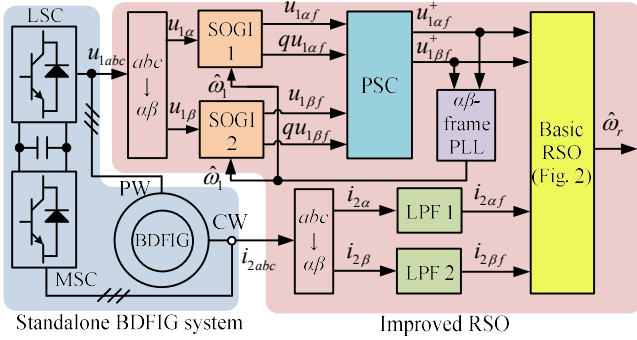 LSC
u₁abc
abc
↓
αβ
u₁α
u₁β
SOGI
1
ω̂₁
SOGI
2
ω̂₁
u₁αf
qu₁αf
u₁βf
qu₁βf
PSC
u⁺₁αf
u⁺₁βf
αβ-
frame
PLL
Basic
RSO
(Fig. 2)
ω̂r
MSC
PW
BDFIG
CW
i₂abc
abc
↓
αβ
i₂α
i₂β
LPF 1
LPF 2
i₂αf
i₂βf
Standalone BDFIG system
Improved RSO